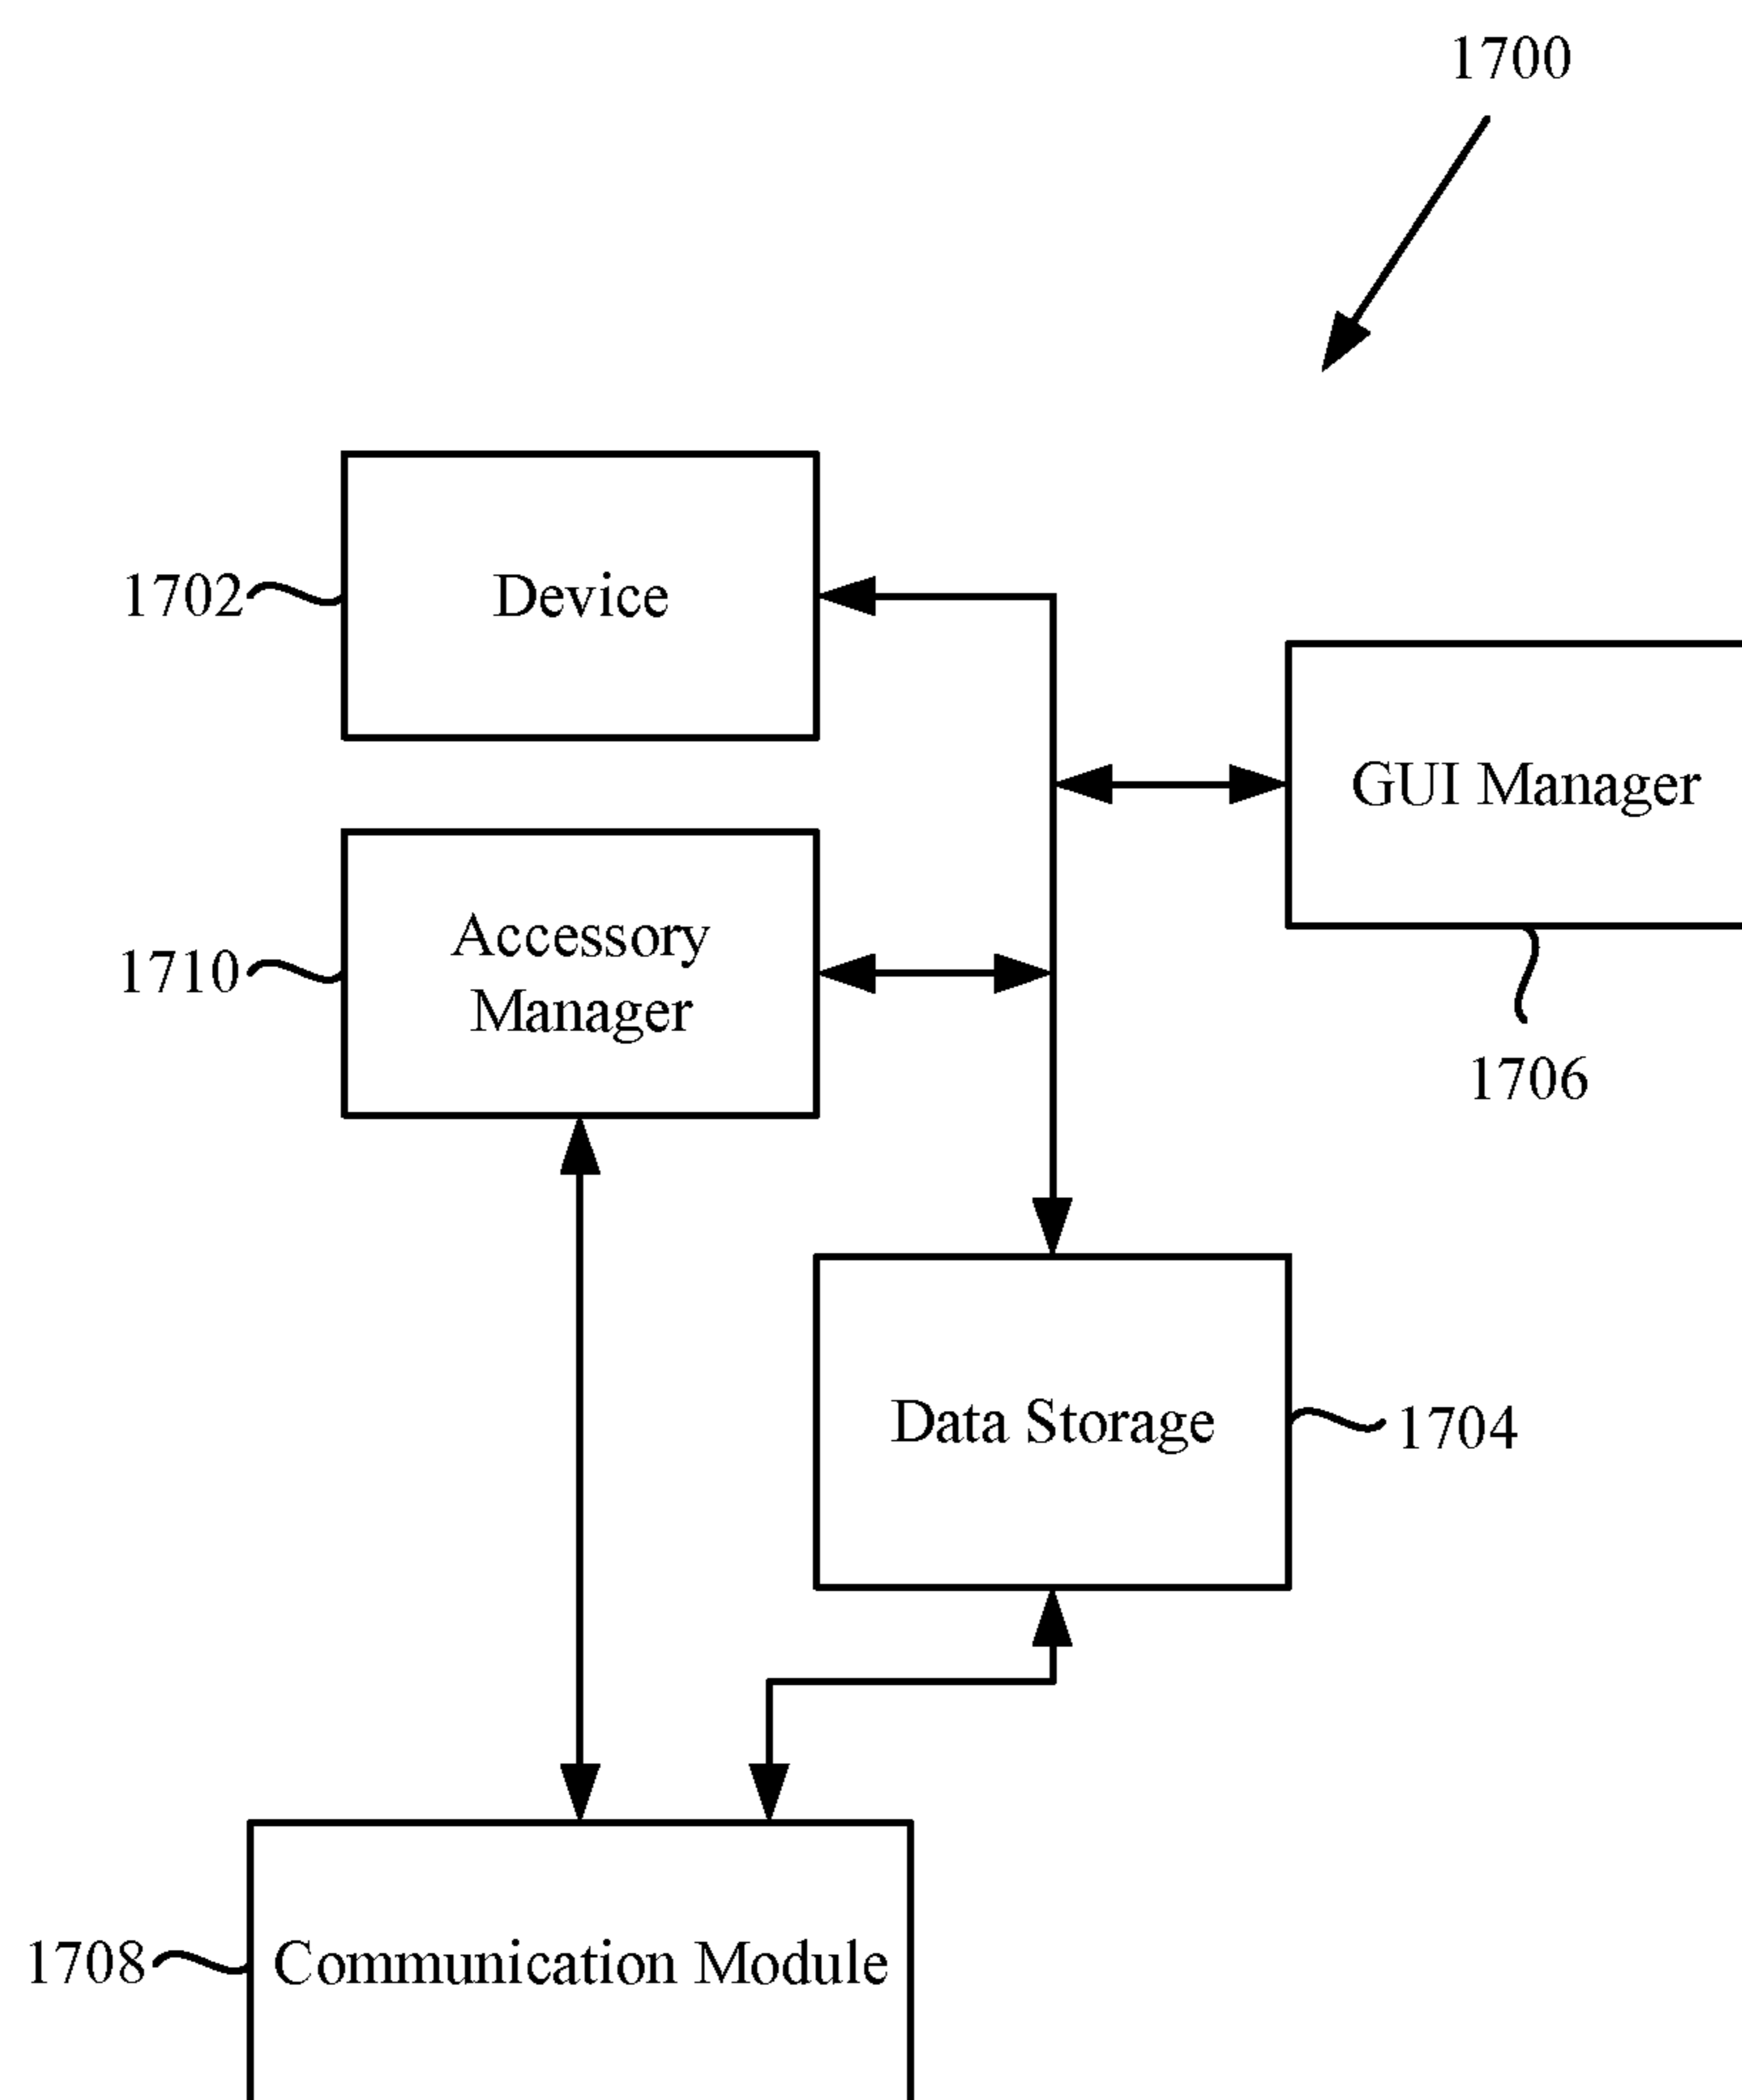 1700
1702
Device
GUI Manager
1710
Accessory
Manager
1706
Data Storage
1704
1708
Communication Module